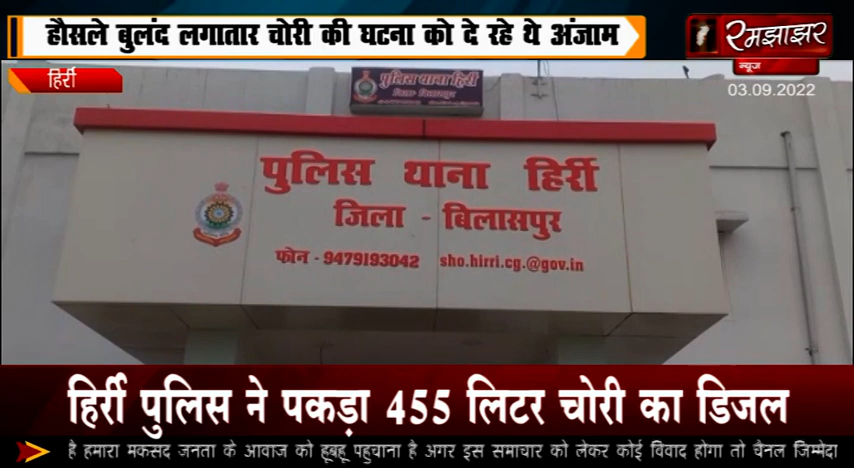 हौसले बुलंद लगातार चोरी की घटना को दे रहे थे अंजाम
रमझाझर
न्यूज
हिर्री
03.09.2022
पुलिस थाना हिर्री
जिला-बिलासपुर
पुलिस थाना हिर्री
जिला - बिलासपुर
फोन - 9479193042 sho.hirri.cg.@gov.in
हिर्री पुलिस ने पकड़ा 455 लिटर चोरी का डिजल
है हमारा मकसद जनता के आवाज को हूबहू पहुचाना है अगर इस समाचार को लेकर कोई विवाद होगा तो चैनल जिम्मेदा